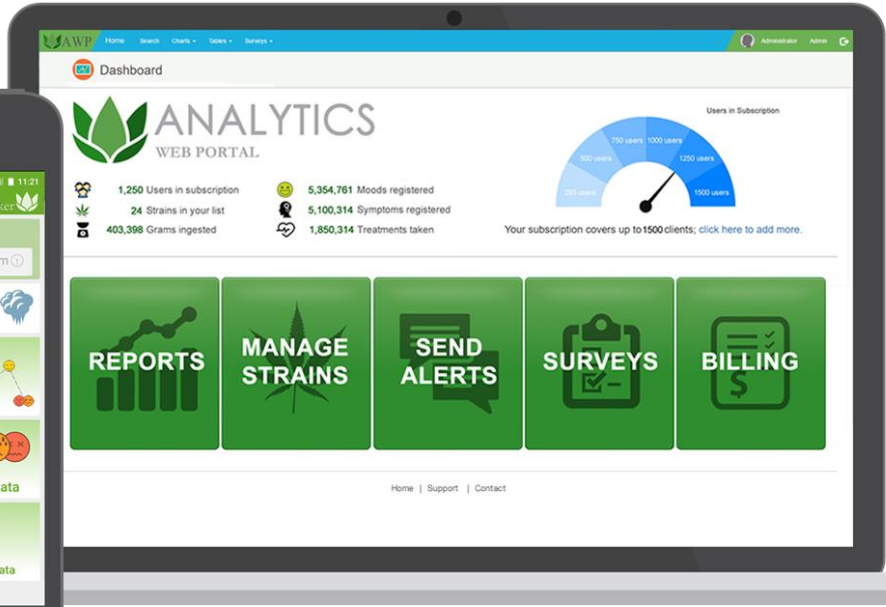 AWP Home Search Charts Tables Surveys Administrator Admin
Dashboard
ANALYTICS
WEB PORTAL
1,250 Users in subscription
24 Strains in your list
403,398 Grams ingested
5,354,761 Moods registered
5,100,314 Symptoms registered
1,850,314 Treatments taken
Users in Subscription
250 users
500 users
750 users
1000 users
1250 users
1500 users
Your subscription covers up to 1500 clients; click here to add more.
REPORTS
MANAGE
STRAINS
SEND
ALERTS
SURVEYS
BILLING
Home | Support | Contact
11:21
ker
m
ata
ata